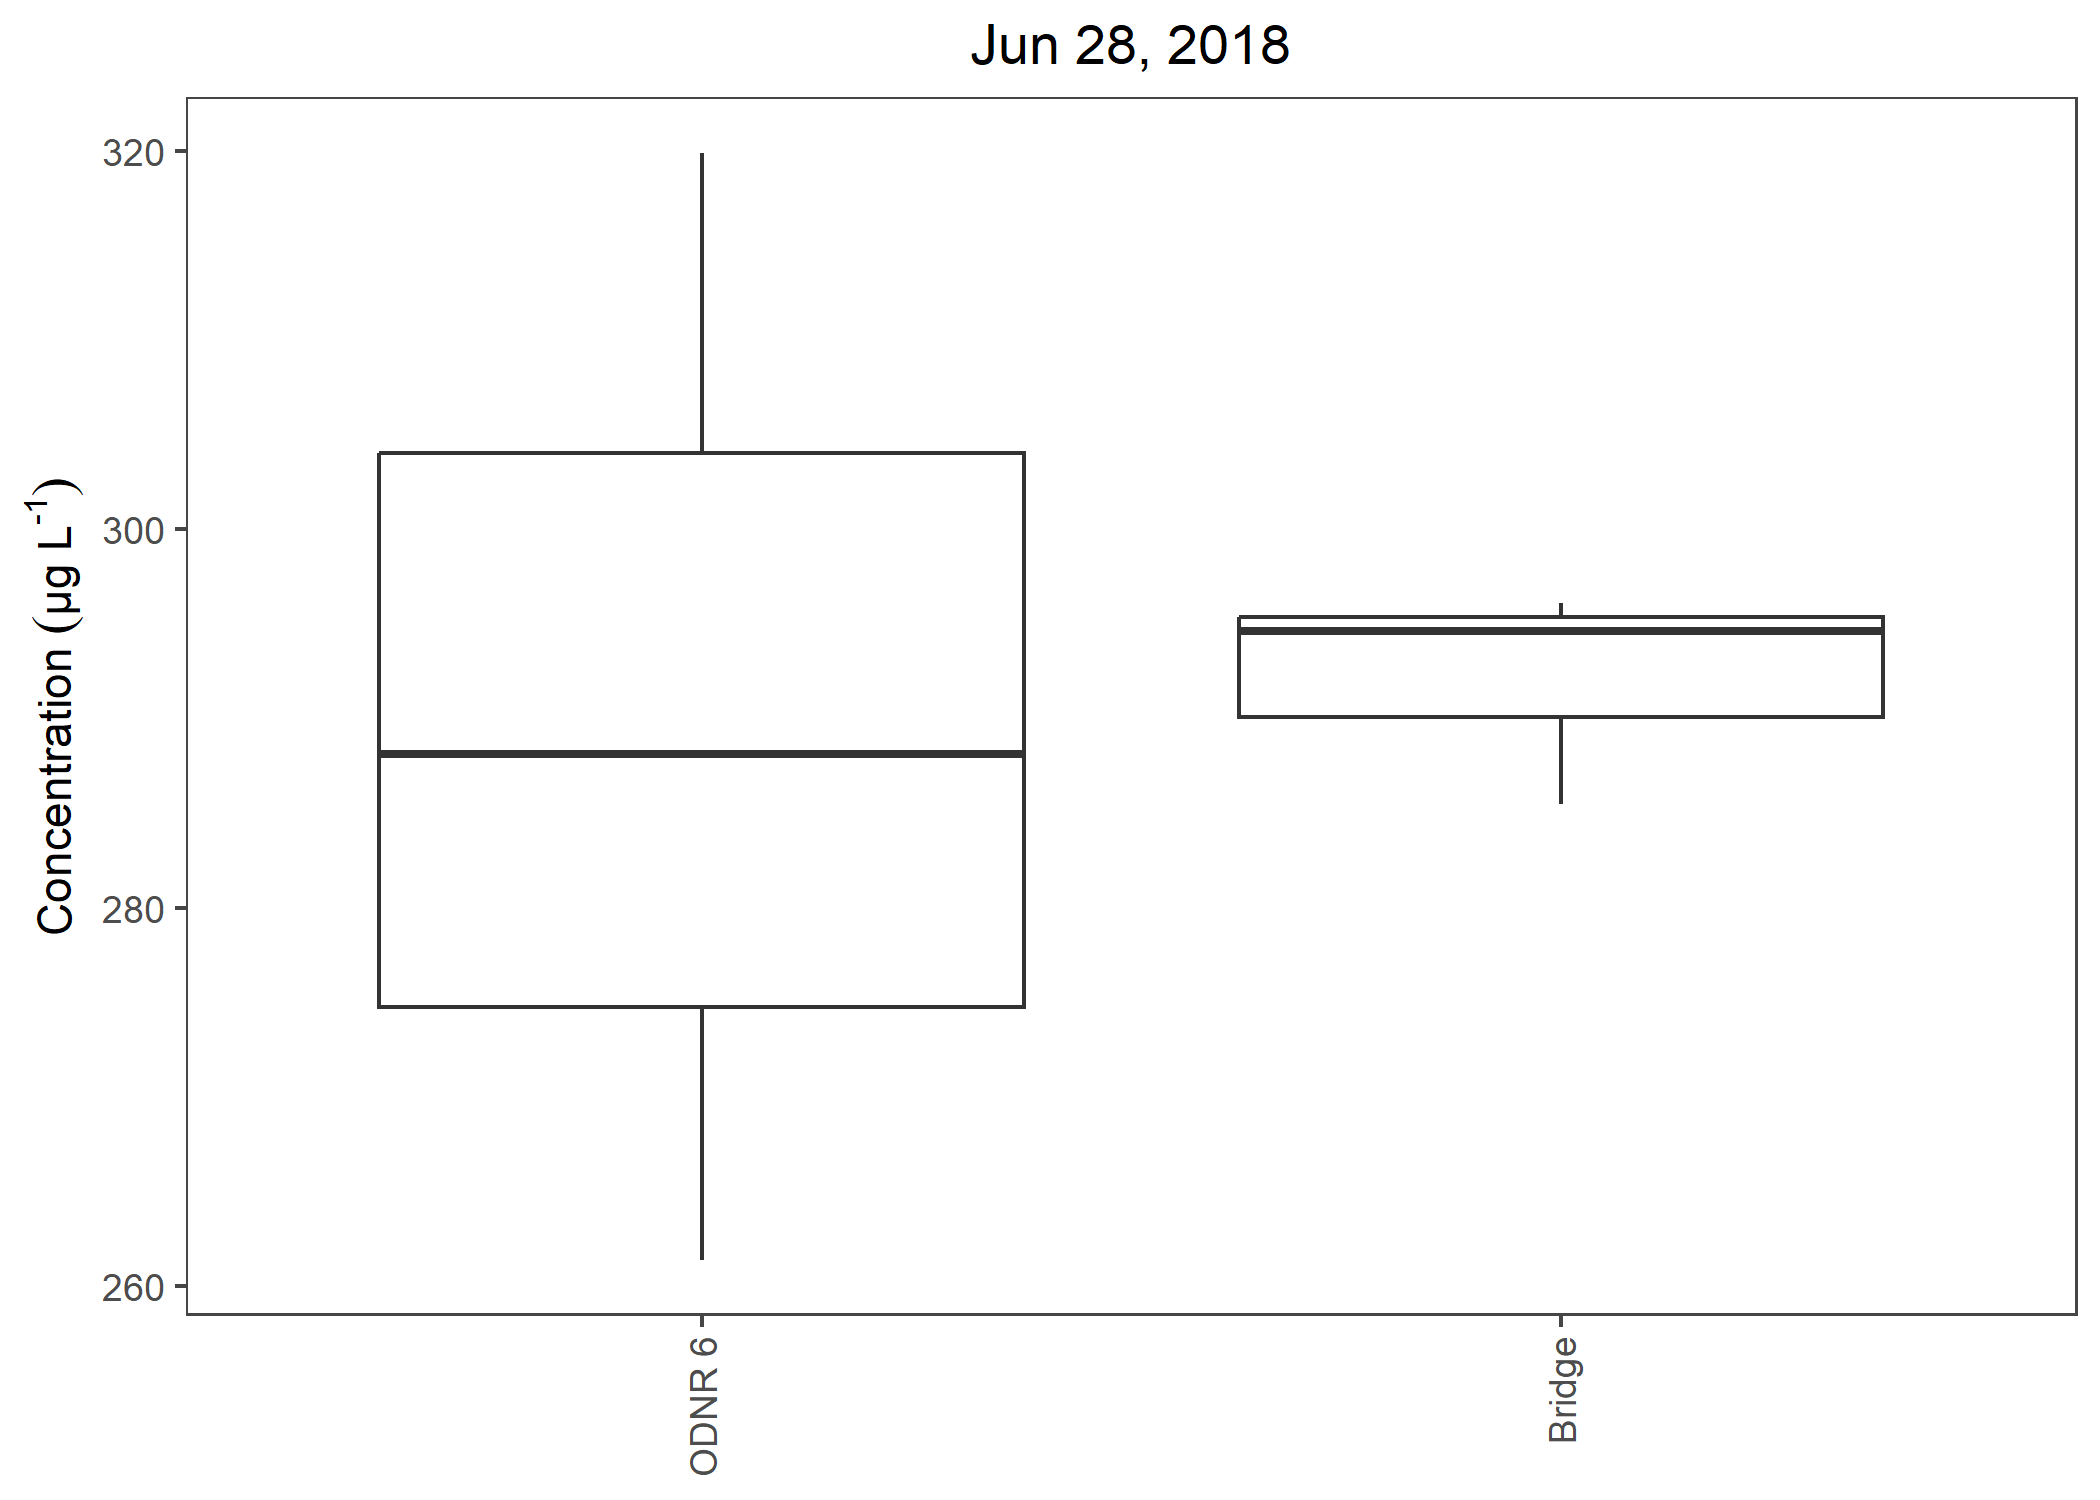 Jun 28, 2018
Concentration (µg L⁻¹)
320
300
280
260
ODNR 6
Bridge